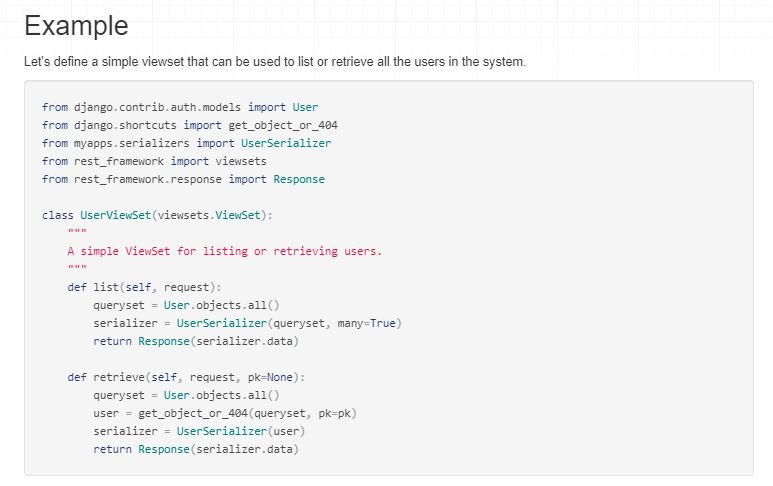 Example
Let's define a simple viewset that can be used to list or retrieve all the users in the system.
from django.contrib.auth.models import User
from django.shortcuts import get_object_or_404
from myapps.serializers import UserSerializer
from rest_framework import viewsets
from rest_framework.response import Response
class UserViewSet(viewsets.ViewSet):
    """
    A simple ViewSet for listing or retrieving users.
    """
    def list(self, request):
        queryset = User.objects.all()
        serializer = UserSerializer(queryset, many=True)
        return Response(serializer.data)
    def retrieve(self, request, pk=None):
        queryset = User.objects.all()
        user = get_object_or_404(queryset, pk=pk)
        serializer = UserSerializer(user)
        return Response(serializer.data)